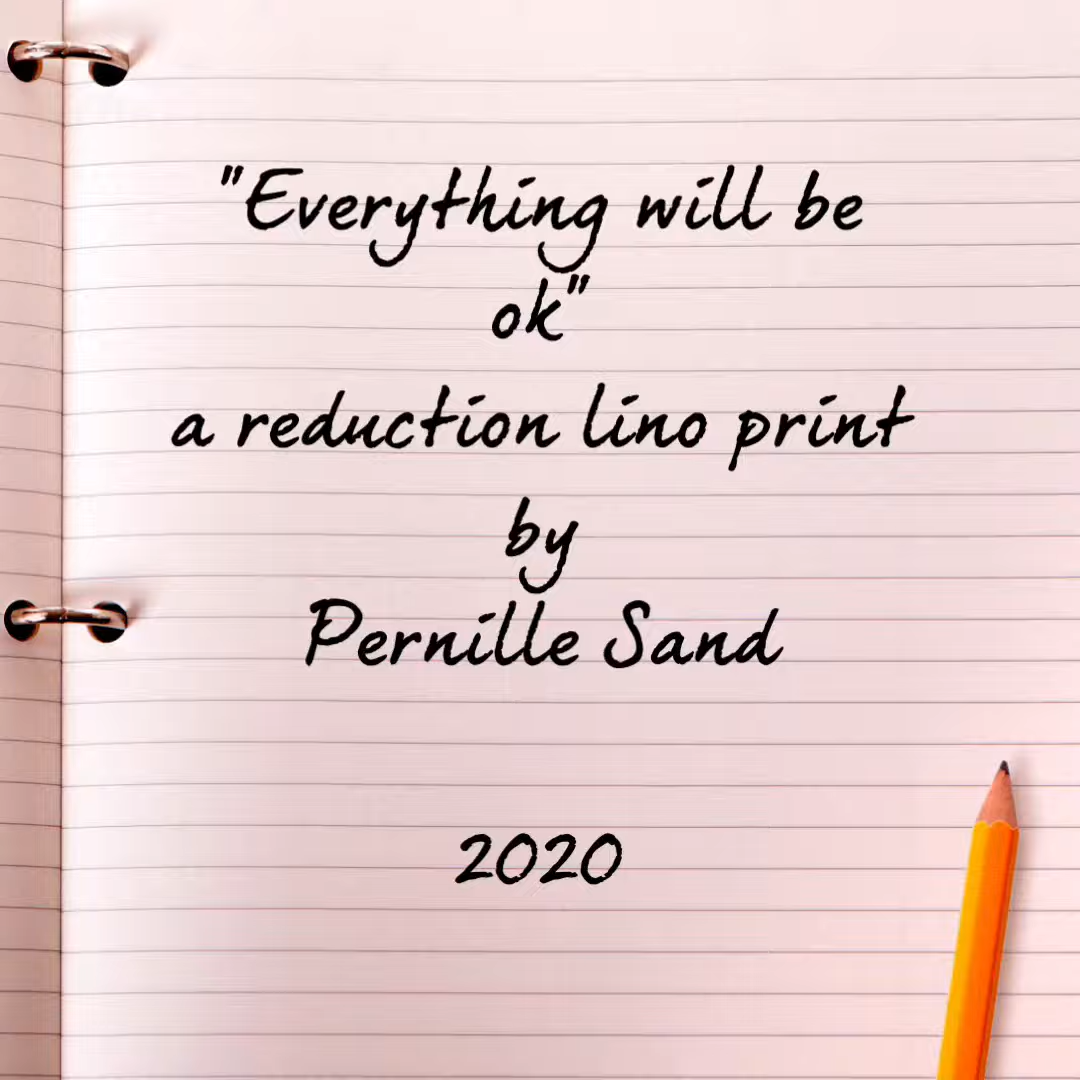 "Everything will be
ok"
a reduction lino print
by
Pernille Sand
2020